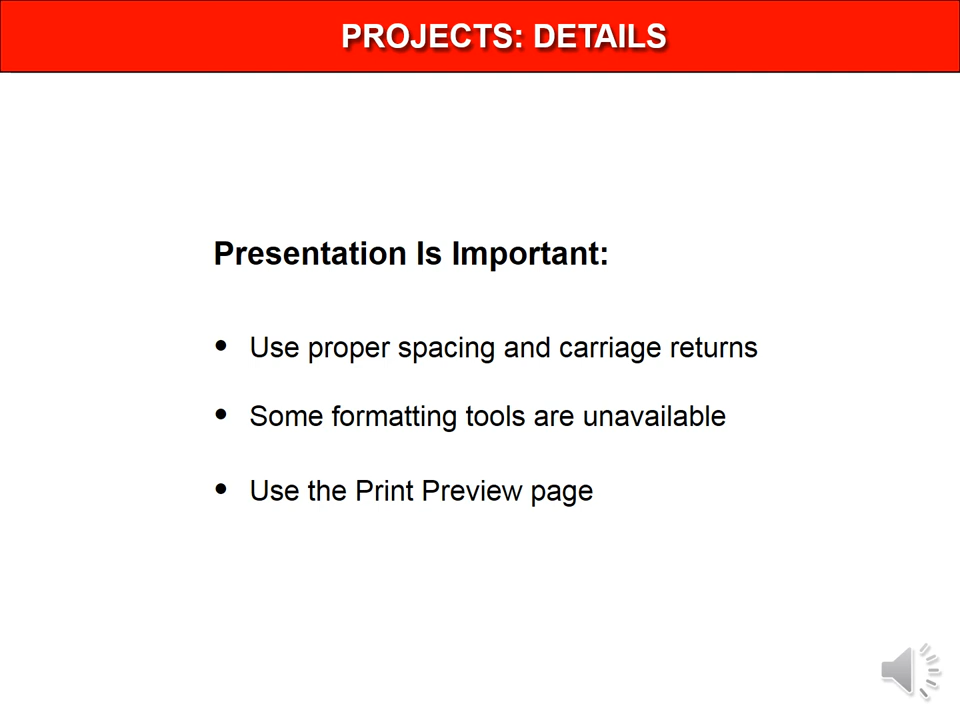 PROJECTS: DETAILS
Presentation Is Important:
• Use proper spacing and carriage returns
• Some formatting tools are unavailable
• Use the Print Preview page